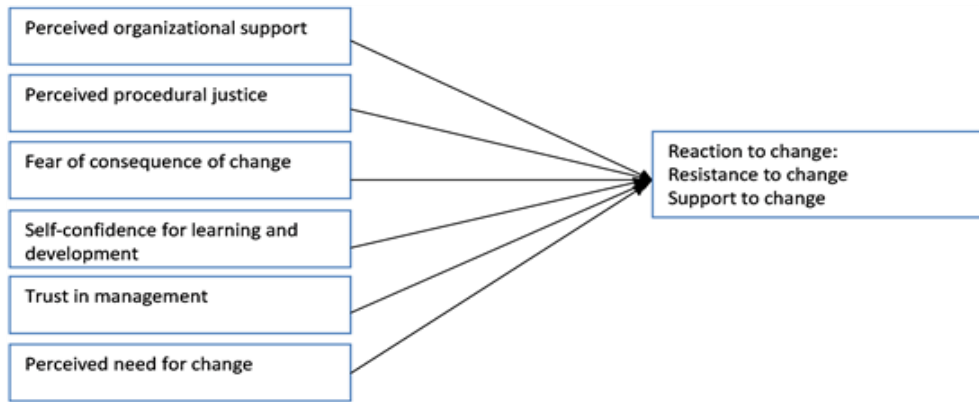 Perceived organizational support
Perceived procedural justice
Fear of consequence of change
Self-confidence for learning and
development
Trust in management
Perceived need for change
Reaction to change:
Resistance to change
Support to change